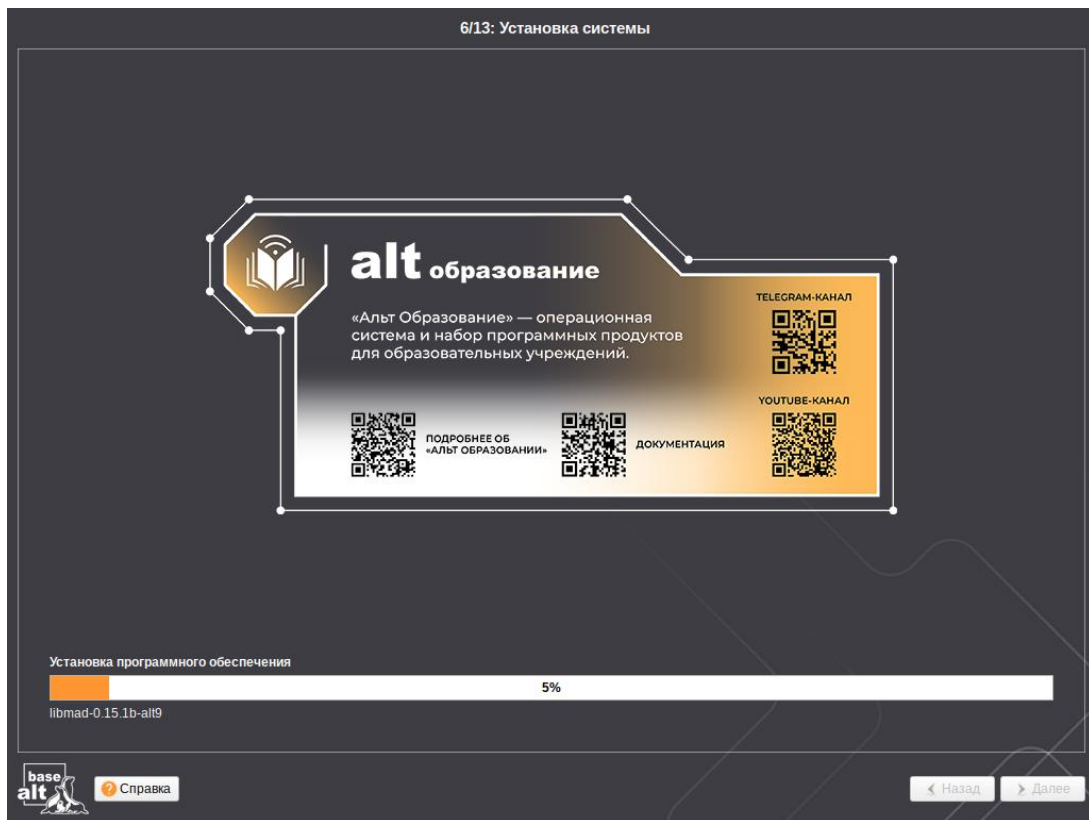 6/13: Установка системы
alt образование
«Альт Образование» — операционная
система и набор программных продуктов
для образовательных учреждений.
TELEGRAM-КАНАЛ
YOUTUBE-КАНАЛ
ПОДРОБНЕЕ ОБ
«АЛЬТ ОБРАЗОВАНИИ»
ДОКУМЕНТАЦИЯ
Установка программного обеспечения
5%
libmad-0.15.1b-alt9
base
alt
Справка
Назад
Далее